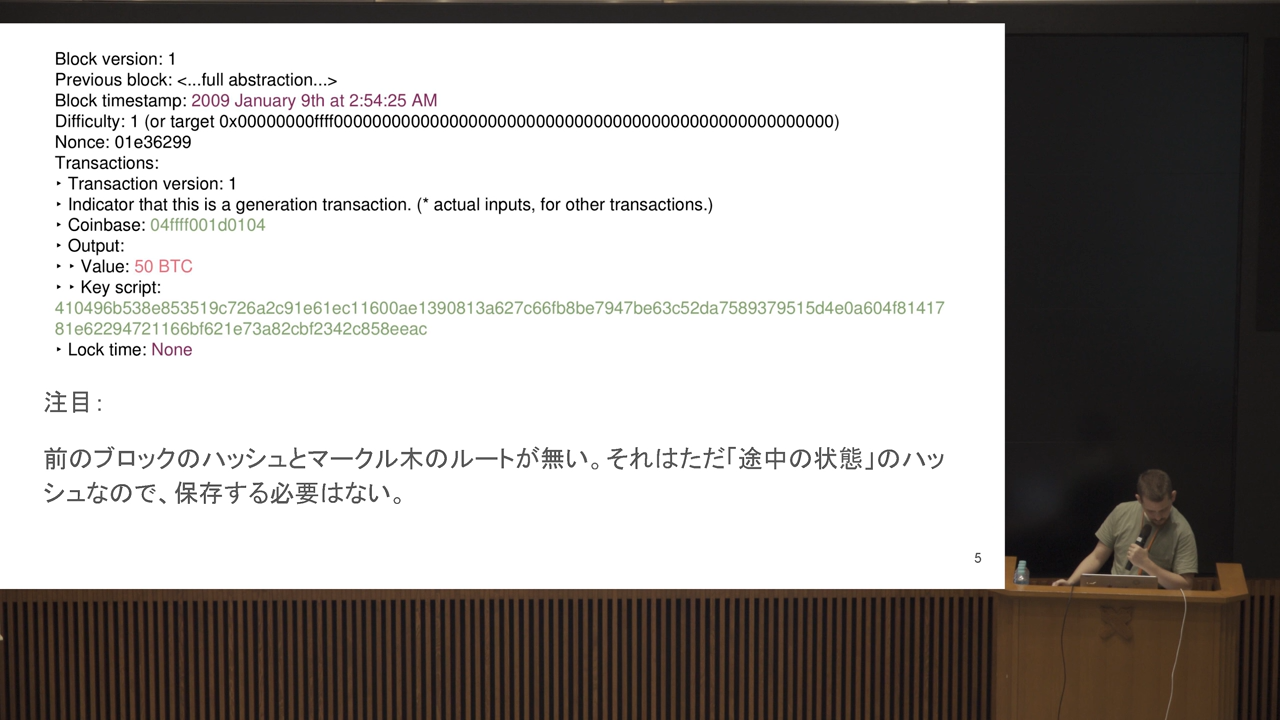 Block version: 1
Previous block: <...full abstraction...>
Block timestamp: 2009 January 9th at 2:54:25 AM
Difficulty: 1 (or target 0x00000000ffff0000000000000000000000000000000000000000000000000000)
Nonce: 01e36299
Transactions:
‣ Transaction version: 1
‣ Indicator that this is a generation transaction. (* actual inputs, for other transactions.)
‣ Coinbase: 04ffff001d0104
‣ Output:
‣ ‣ Value: 50 BTC
‣ ‣ Key script:
410496b538e853519c726a2c91e61ec11600ae1390813a627c66fb8be7947be63c52da7589379515d4e0a604f81417
81e62294721166bf621e73a82cbf2342c858eeac
‣ Lock time: None
注目:
前のブロックのハッシュとマークル木のルートが無い。それはただ「途中の状態」のハッ
シュなので、保存する必要はない。
5